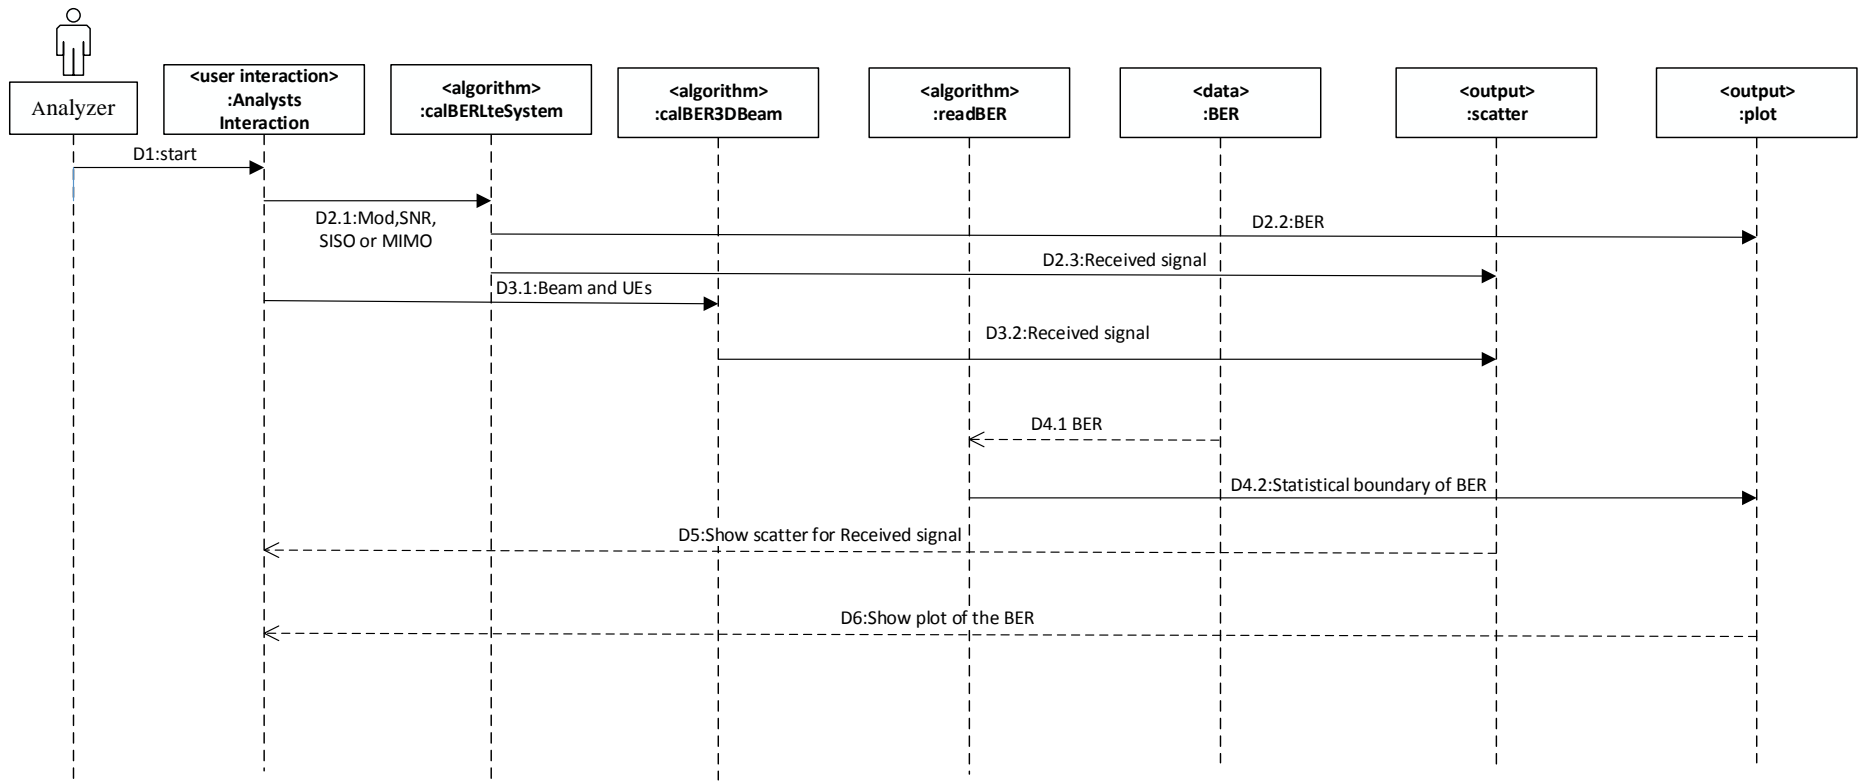 Analyzer
<user interaction>
:Analysts
Interaction
<algorithm>
:calBERLteSystem
<algorithm>
:calBER3DBeam
<algorithm>
:readBER
<data>
:BER
<output>
:scatter
<output>
:plot
D1:start
D2.1:Mod,SNR,
SISO or MIMO
D2.2:BER
D2.3:Received signal
D3.1:Beam and UEs
D3.2:Received signal
D4.1 BER
D4.2:Statistical boundary of BER
D5:Show scatter for Received signal
D6:Show plot of the BER